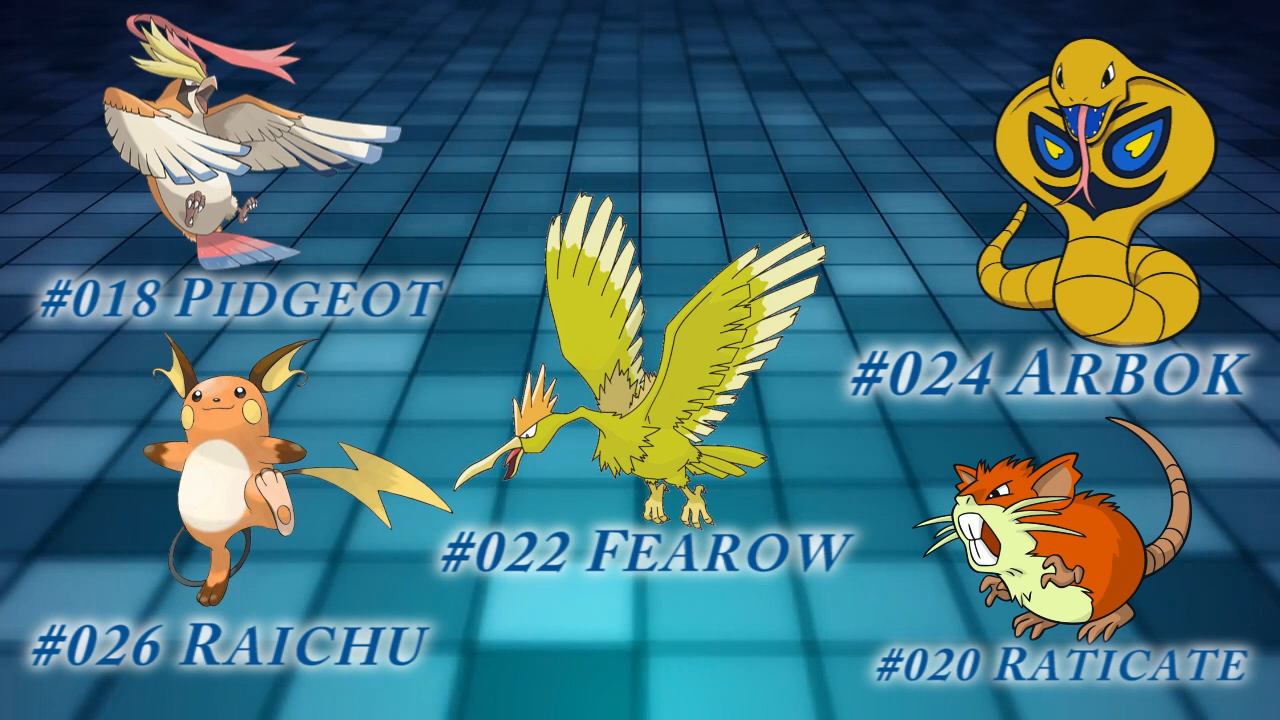 #018 PIDGEOT
#024 ARBOK
#022 FEAROW
#026 RAICHU
#020 RATICATE